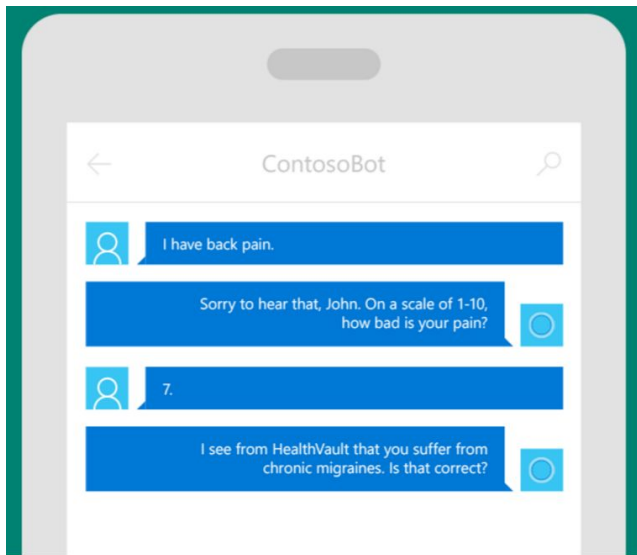 ContosoBot
I have back pain.
Sorry to hear that, John. On a scale of 1-10,
how bad is your pain?
7.
I see from HealthVault that you suffer from
chronic migraines. Is that correct?